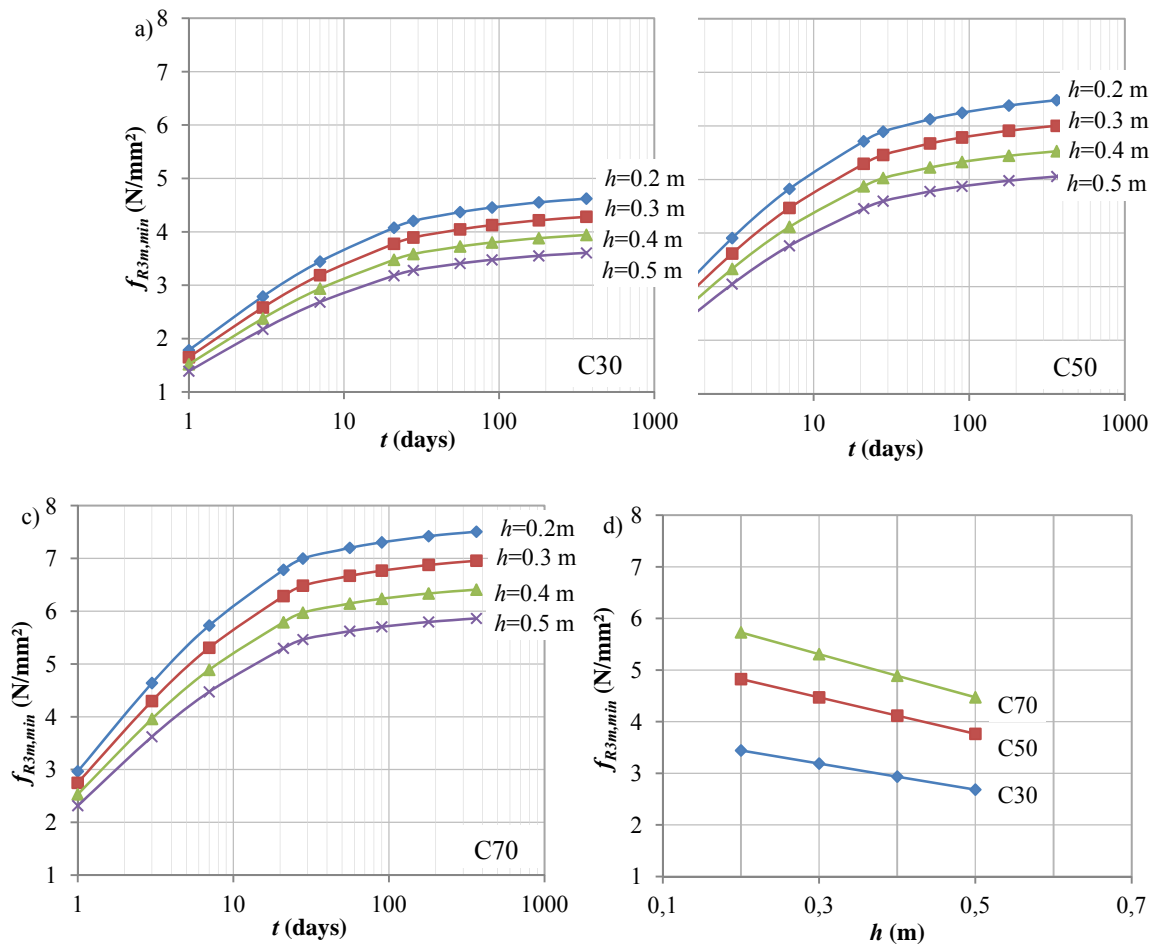 a)
f_{R3m,min} (N/mm²)
8
7
6
5
4
3
2
1
h=0.2 m
h=0.3 m
h=0.4 m
h=0.5 m
C30
1
10
100
1000
t (days)
h=0.2 m
h=0.3 m
h=0.4 m
h=0.5 m
C50
10
100
1000
t (days)
c)
f_{R3m,min} (N/mm²)
8
7
6
5
4
3
2
1
h=0.2m
h=0.3 m
h=0.4 m
h=0.5 m
C70
1
10
100
1000
t (days)
d)
f_{R3m,min} (N/mm²)
8
7
6
5
4
3
2
1
C70
C50
C30
0,1
0,3
0,5
0,7
h (m)